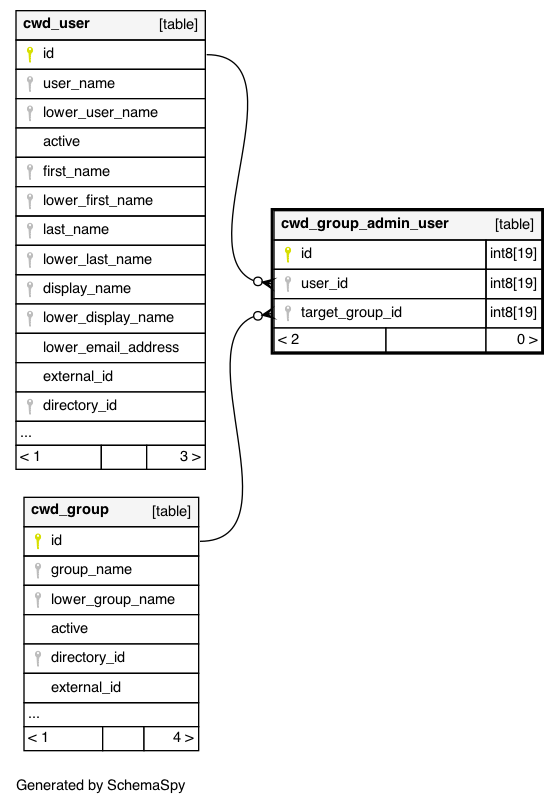 cwd_user [table]
id
user_name
lower_user_name
active
first_name
lower_first_name
last_name
lower_last_name
display_name
lower_display_name
lower_email_address
external_id
directory_id
...
< 1 3 >
cwd_group_admin_user [table]
id int8[19]
user_id int8[19]
target_group_id int8[19]
< 2 0 >
cwd_group [table]
id
group_name
lower_group_name
active
directory_id
external_id
...
< 1 4 >
Generated by SchemaSpy